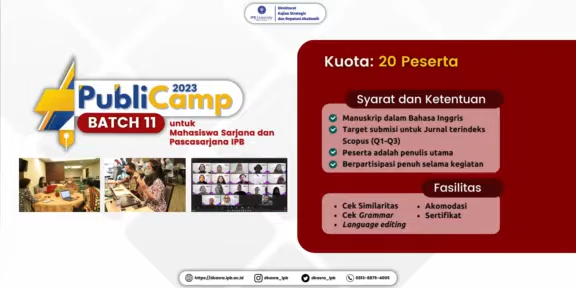 IPB University
Direktorat
Kajian Strategis
dan Reputasi Akademik
PubliCamp
2023
BATCH 11
untuk
Mahasiswa Sarjana dan
Pascasarjana IPB
Kuota: 20 Peserta
Syarat dan Ketentuan
Manuskrip dalam Bahasa Inggris
Target submisi untuk Jurnal terindeks
Scopus (Q1-Q3)
Peserta adalah penulis utama
Berpartisipasi penuh selama kegiatan
Fasilitas
• Cek Similaritas
• Cek Grammar
• Language editing
• Akomodasi
• Sertifikat
https://dkasra.ipb.ac.id
dkasra_ipb
dkasra_ipb